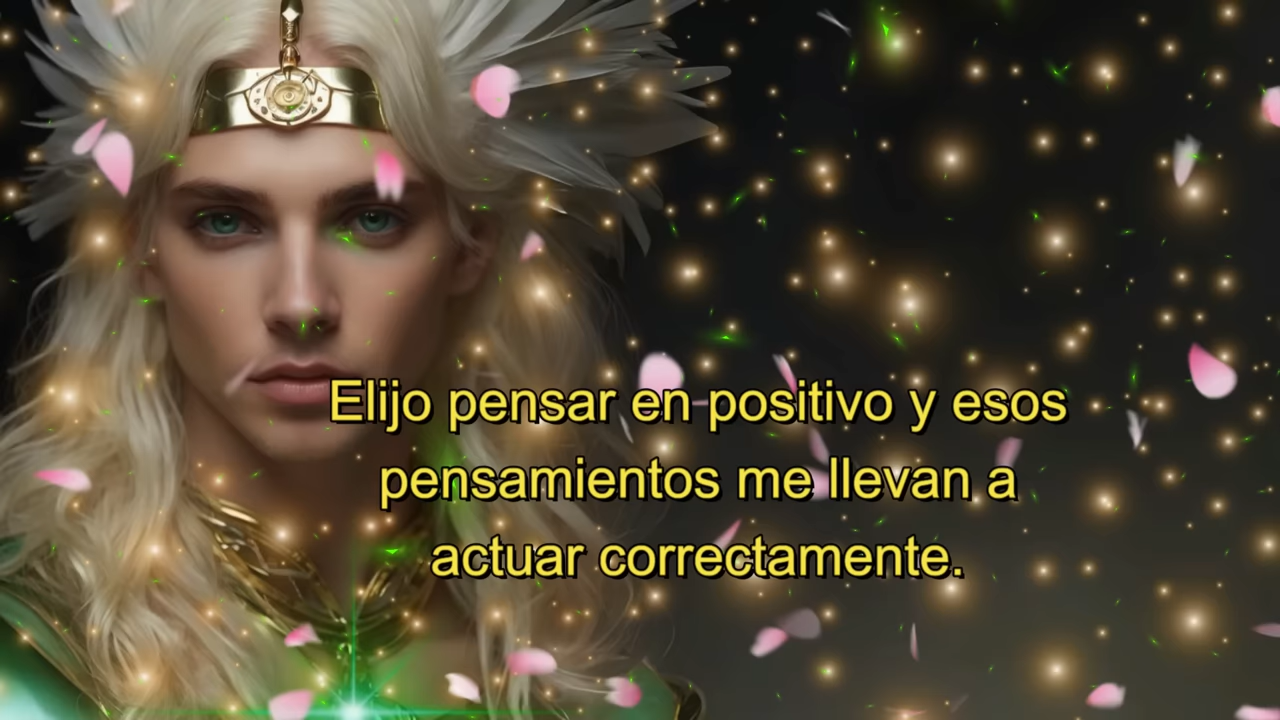 Elijo pensar en positivo y esos
pensamientos me llevan a
actuar correctamente.